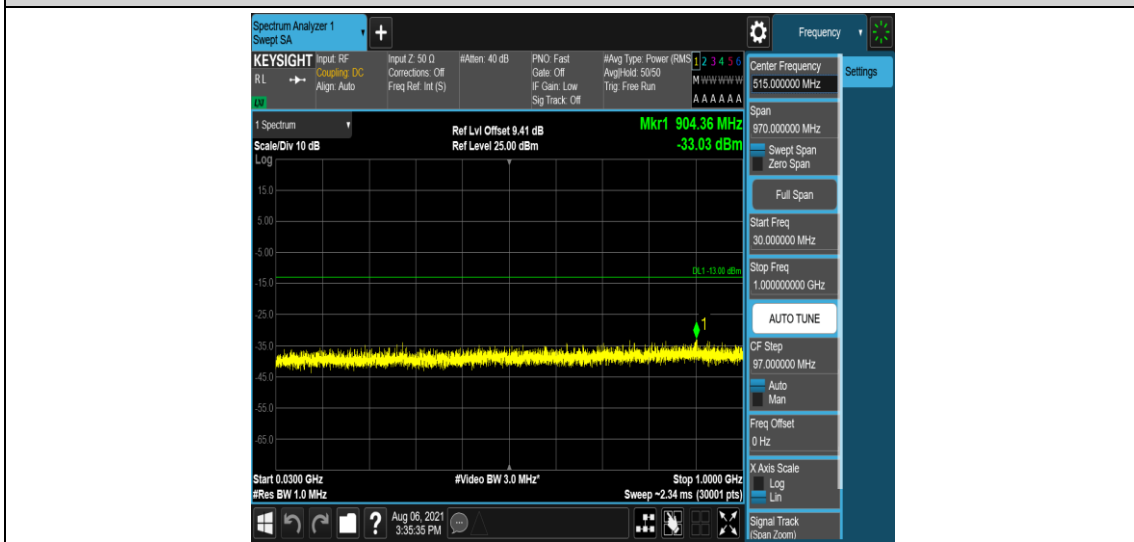 Spectrum Analyzer 1
Swept SA
+
Frequency
KEYSIGHT
RL
LXI
Input: RF
Coupling: DC
Align: Auto
Input Z: 50 Ω
Corrections: Off
Freq Ref: Int (S)
#Atten: 40 dB
PNO: Fast
Gate: Off
IF Gain: Low
Sig Track: Off
#Avg Type: Power (RMS
Avg|Hold: 50/50
Trig: Free Run
1 2 3 4 5 6
M W W W W W
A A A A A A
1 Spectrum
Scale/Div 10 dB
Ref Lvl Offset 9.41 dB
Ref Level 25.00 dBm
Mkr1 904.36 MHz
-33.03 dBm
Log
15.0
5.00
-5.00
-15.0
-25.0
-35.0
-45.0
-55.0
-65.0
DL1 -13.00 dBm
1
Start 0.0300 GHz
#Res BW 1.0 MHz
#Video BW 3.0 MHz*
Stop 1.0000 GHz
Sweep ~2.34 ms (30001 pts)
Center Frequency
515.000000 MHz
Settings
Span
970.000000 MHz
Swept Span
Zero Span
Full Span
Start Freq
30.000000 MHz
Stop Freq
1.000000000 GHz
AUTO TUNE
CF Step
97.000000 MHz
Auto
Man
Freq Offset
0 Hz
X Axis Scale
Log
Lin
Signal Track
(Span Zoom)
?
Aug 06, 2021
3:35:35 PM